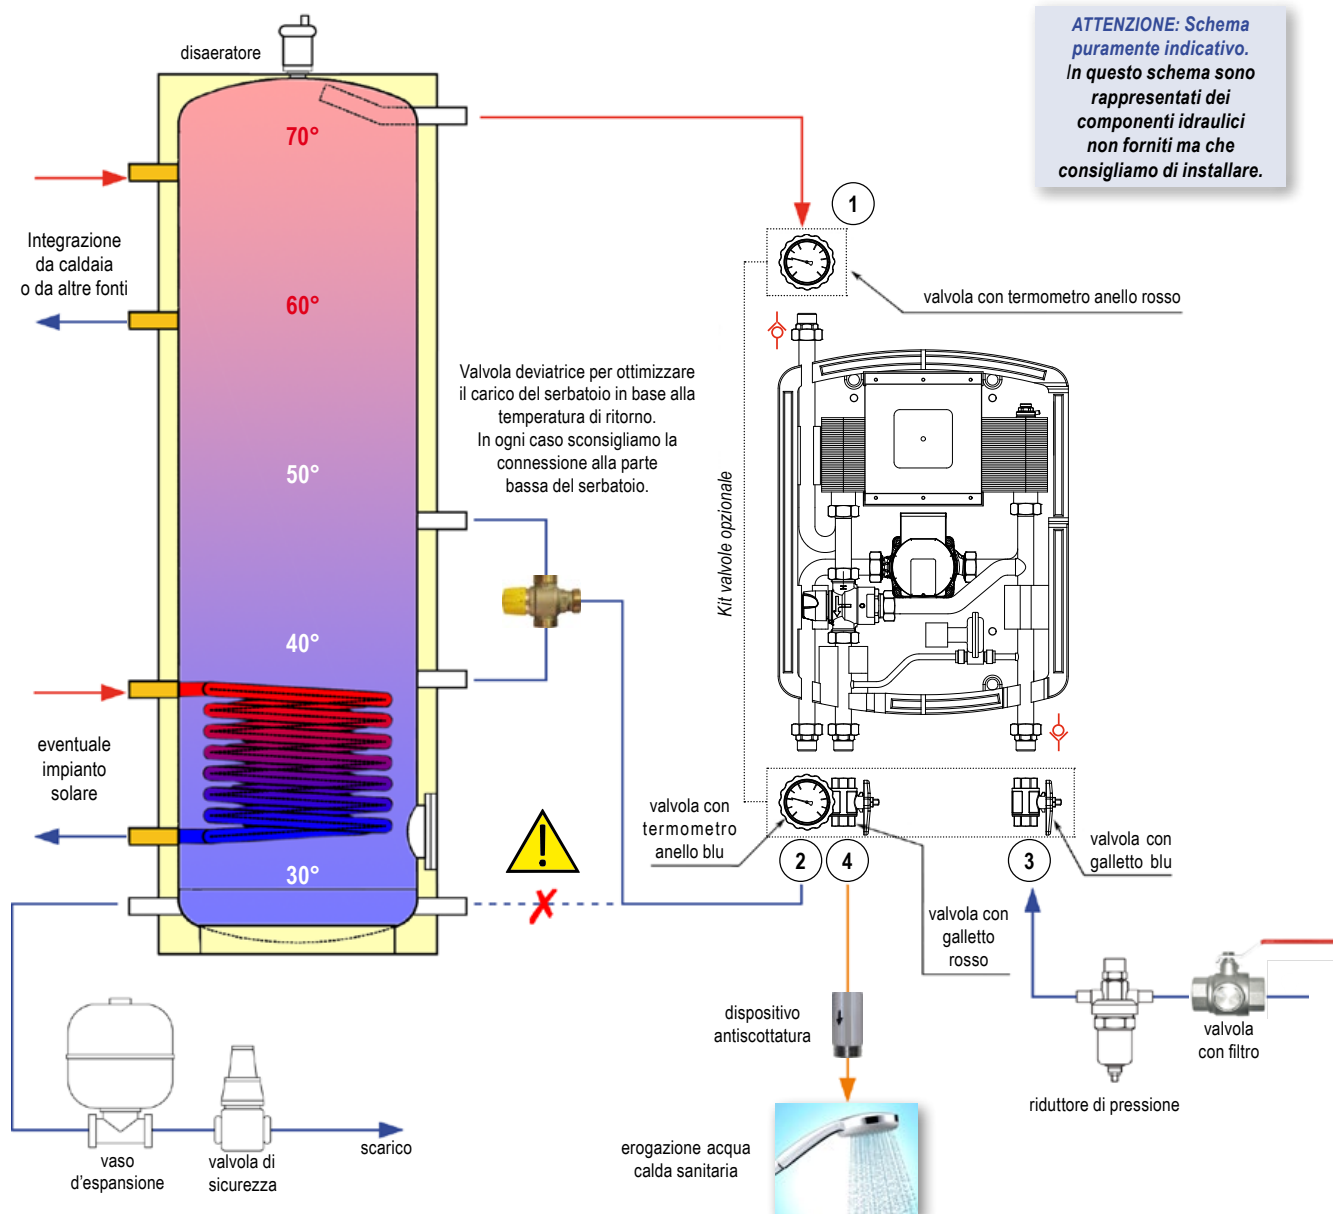 disaeratore
ATTENZIONE: Schema
puramente indicativo.
In questo schema sono
rappresentati dei
componenti idraulici
non forniti ma che
consigliamo di installare.
70°
1
Integrazione
da caldaia
o da altre fonti
60°
valvola con termometro anello rosso
Valvola deviatrice per ottimizzare
il carico del serbatoio in base alla
temperatura di ritorno.
In ogni caso sconsigliamo la
connessione alla parte
bassa del serbatoio.
50°
Kit valvole opzionale
40°
eventuale
impianto
solare
valvola con
termometro
anello blu
valvola con
galletto blu
30°
2
4
3
valvola con
galletto
rosso
dispositivo
antiscottatura
valvola
con filtro
riduttore di pressione
erogazione acqua
calda sanitaria
scarico
vaso
d'espansione
valvola di
sicurezza